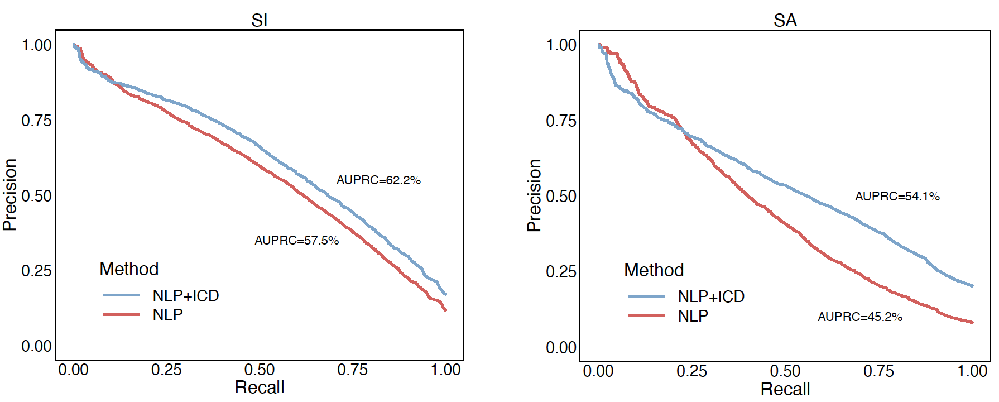 SI
1.00
0.75
0.50
0.25
0.00
Precision
AUPRC=62.2%
AUPRC=57.5%
Method
NLP+ICD
NLP
0.00 0.25 0.50 0.75 1.00
Recall
SA
1.00
0.75
0.50
0.25
0.00
Precision
AUPRC=54.1%
AUPRC=45.2%
Method
NLP+ICD
NLP
0.00 0.25 0.50 0.75 1.00
Recall